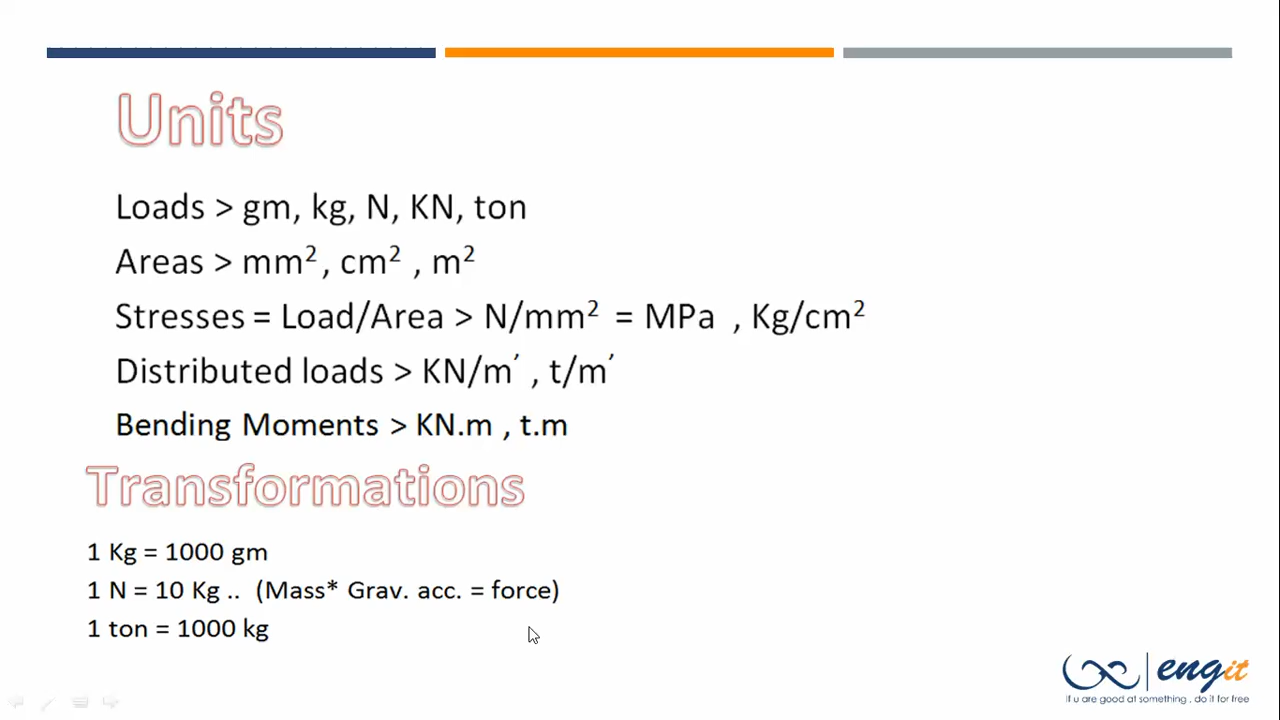 Units
Loads > gm, kg, N, KN, ton
Areas > mm², cm² , m²
Stresses = Load/Area > N/mm² = MPa , Kg/cm²
Distributed loads > KN/m′ , t/m′
Bending Moments > KN.m , t.m
Transformations
1 Kg = 1000 gm
1 N = 10 Kg .. (Mass* Grav. acc. = force)
1 ton = 1000 kg
engit
if u are good at something , do it for free